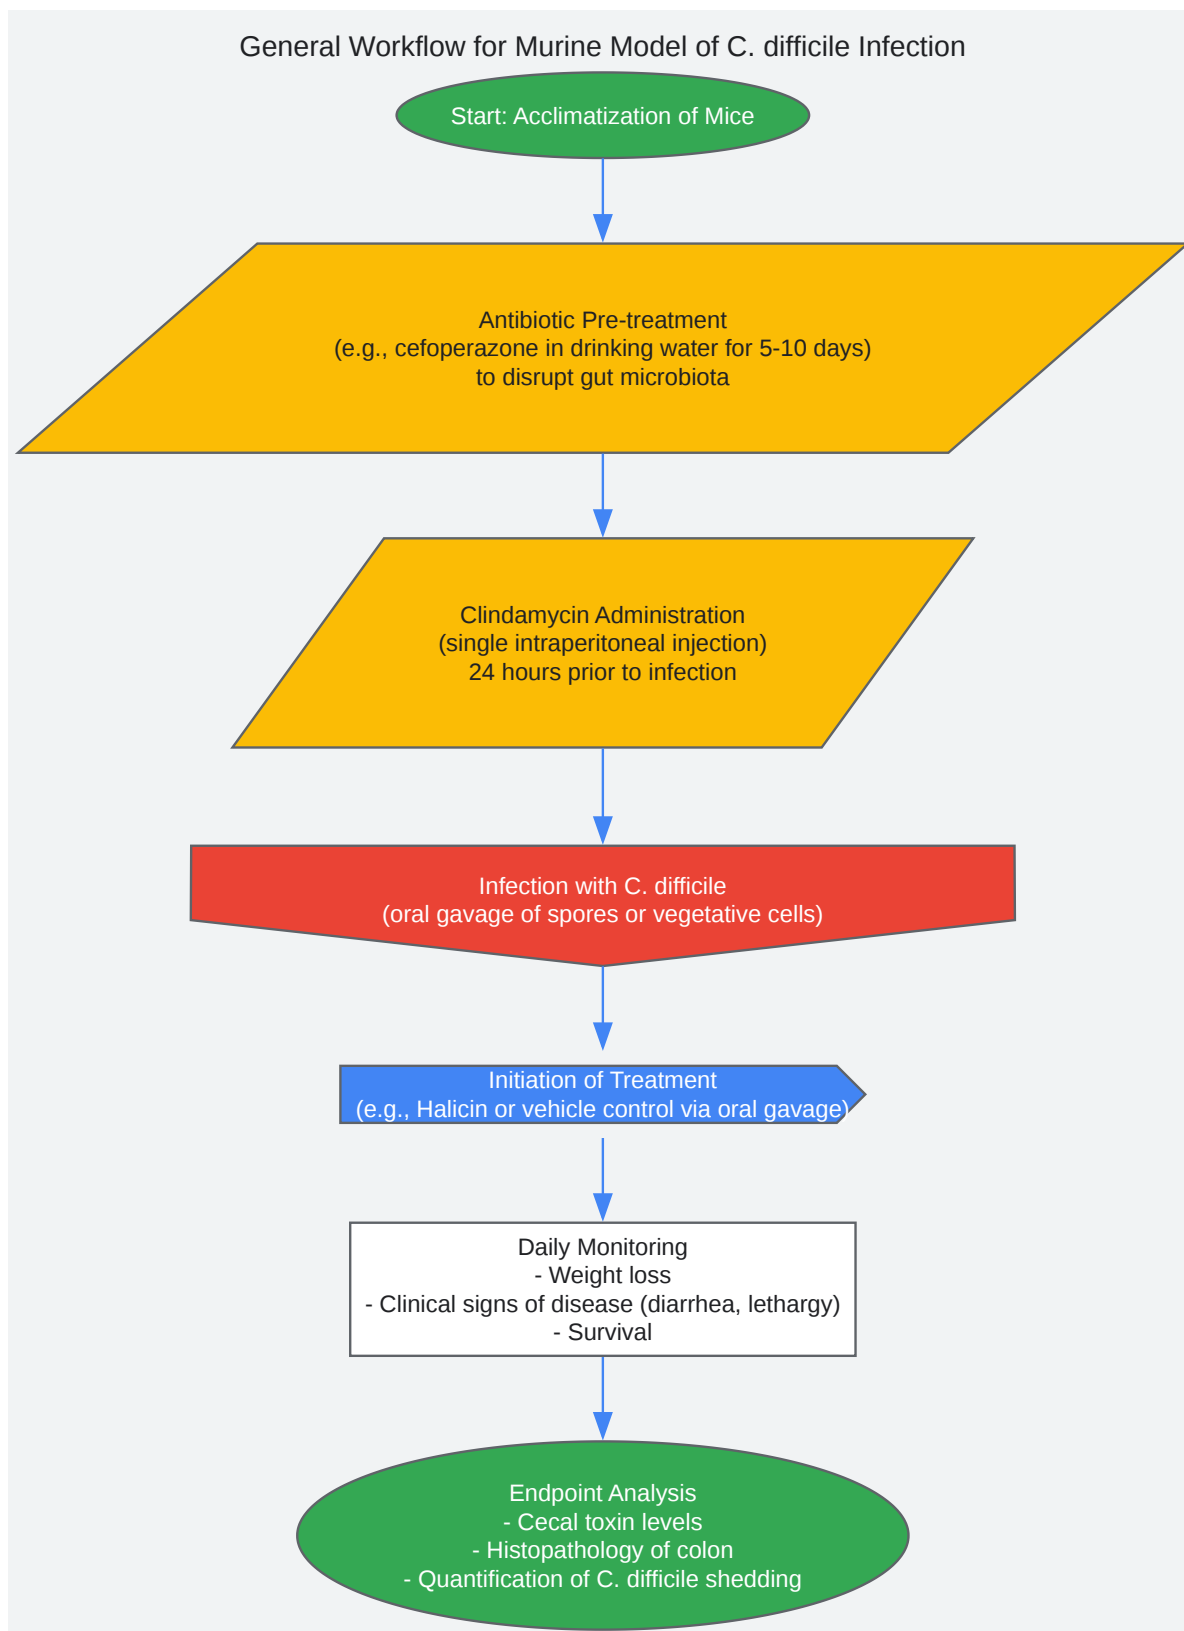 General Workflow for Murine Model of C. difficile Infection
Start: Acclimatization of Mice
Antibiotic Pre-treatment
(e.g., cefoperazone in drinking water for 5-10 days)
to disrupt gut microbiota
Clindamycin Administration
(single intraperitoneal injection)
24 hours prior to infection
Infection with C. difficile
(oral gavage of spores or vegetative cells)
Initiation of Treatment
(e.g., Halicin or vehicle control via oral gavage)
Daily Monitoring
- Weight loss
- Clinical signs of disease (diarrhea, lethargy)
- Survival
Endpoint Analysis
- Cecal toxin levels
- Histopathology of colon
- Quantification of C. difficile shedding